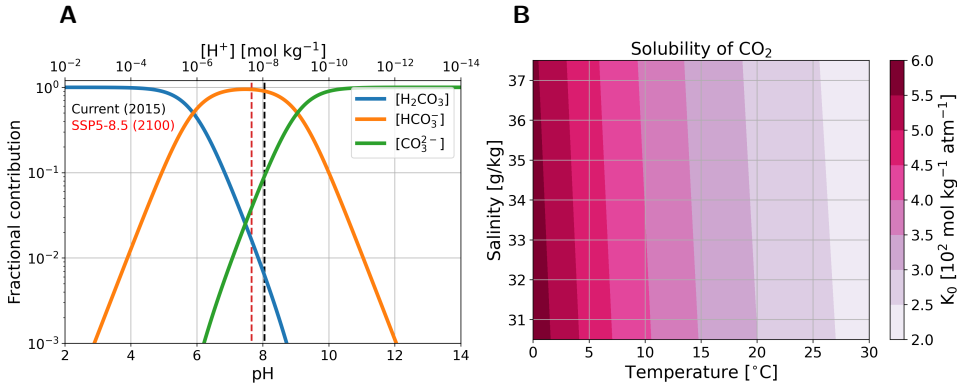 A
B
[H⁺] [mol kg⁻¹]
10⁻² 10⁻⁴ 10⁻⁶ 10⁻⁸ 10⁻¹⁰ 10⁻¹² 10⁻¹⁴
Current (2015)
SSP5-8.5 (2100)
[H₂CO₃]
[HCO₃⁻]
[CO₃²⁻]
Fractional contribution
10⁰
10⁻¹
10⁻²
10⁻³
2 4 6 8 10 12 14
pH
Solubility of CO₂
Salinity [g/kg]
37
36
35
34
33
32
31
0 5 10 15 20 25 30
Temperature [°C]
6.0
5.5
5.0
4.5
4.0
3.5
3.0
2.5
2.0
K₀ [10² mol kg⁻¹ atm⁻¹]